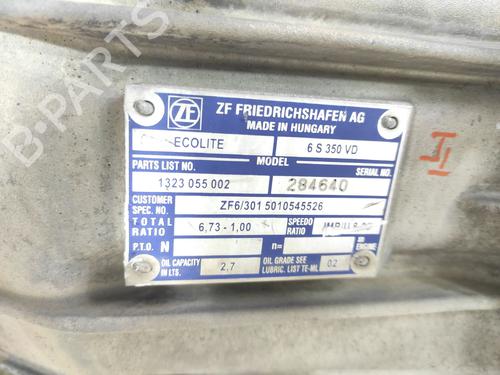 ZF FRIEDRICHSHAFEN AG
MADE IN HUNGARY
ECOLITE 6 S 350 VD
PARTS LIST NO. MODEL SERIAL NO.
1323 055 002 284640
CUSTOMER SPEC. NO. ZF6/301 5010545526
TOTAL RATIO 6,73 - 1,00 SPEEDO RATIO
P.T.O. N n= ENGINE
OIL CAPACITY IN LTS. 2,7 OIL GRADE SEE LUBRIC. LIST TE-ML 02
B-PARTS